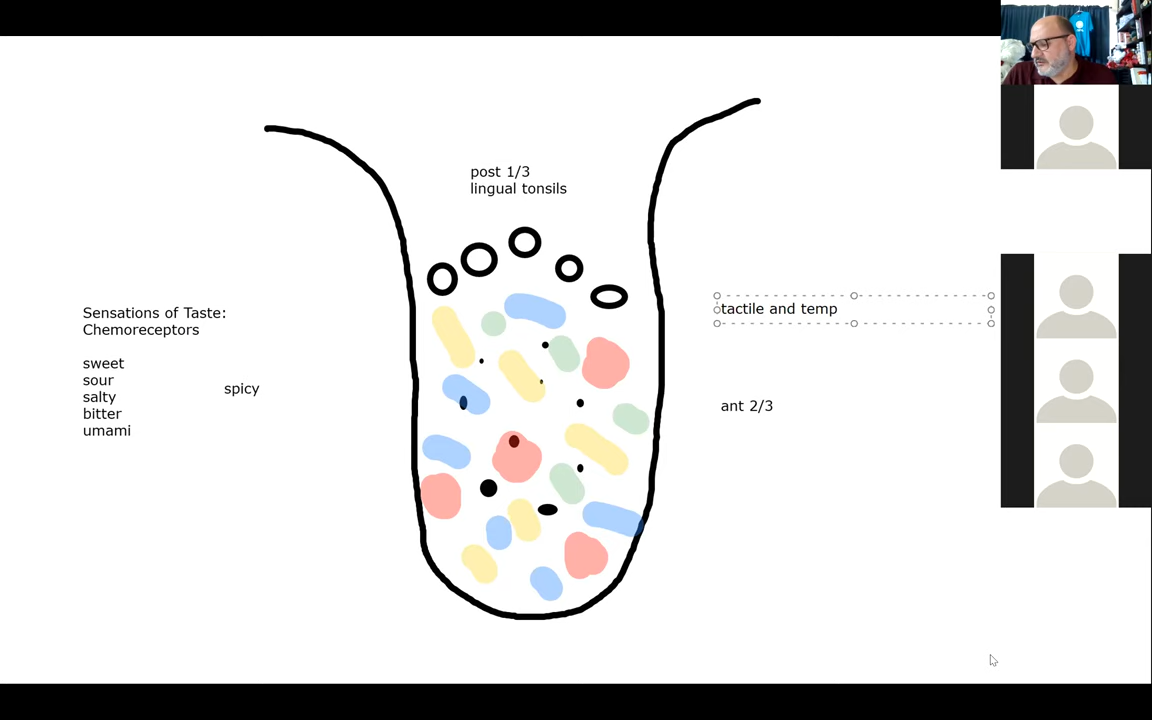 post 1/3
lingual tonsils
Sensations of Taste:
Chemoreceptors
sweet
sour
salty
bitter
umami
spicy
tactile and temp
ant 2/3